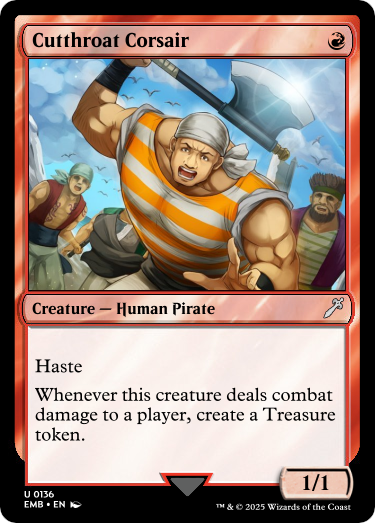 Cutthroat Corsair
Creature — Human Pirate
Haste
Whenever this creature deals combat
damage to a player, create a Treasure
token.
1/1
U 0136
EMB • EN
™ & © 2025 Wizards of the Coast